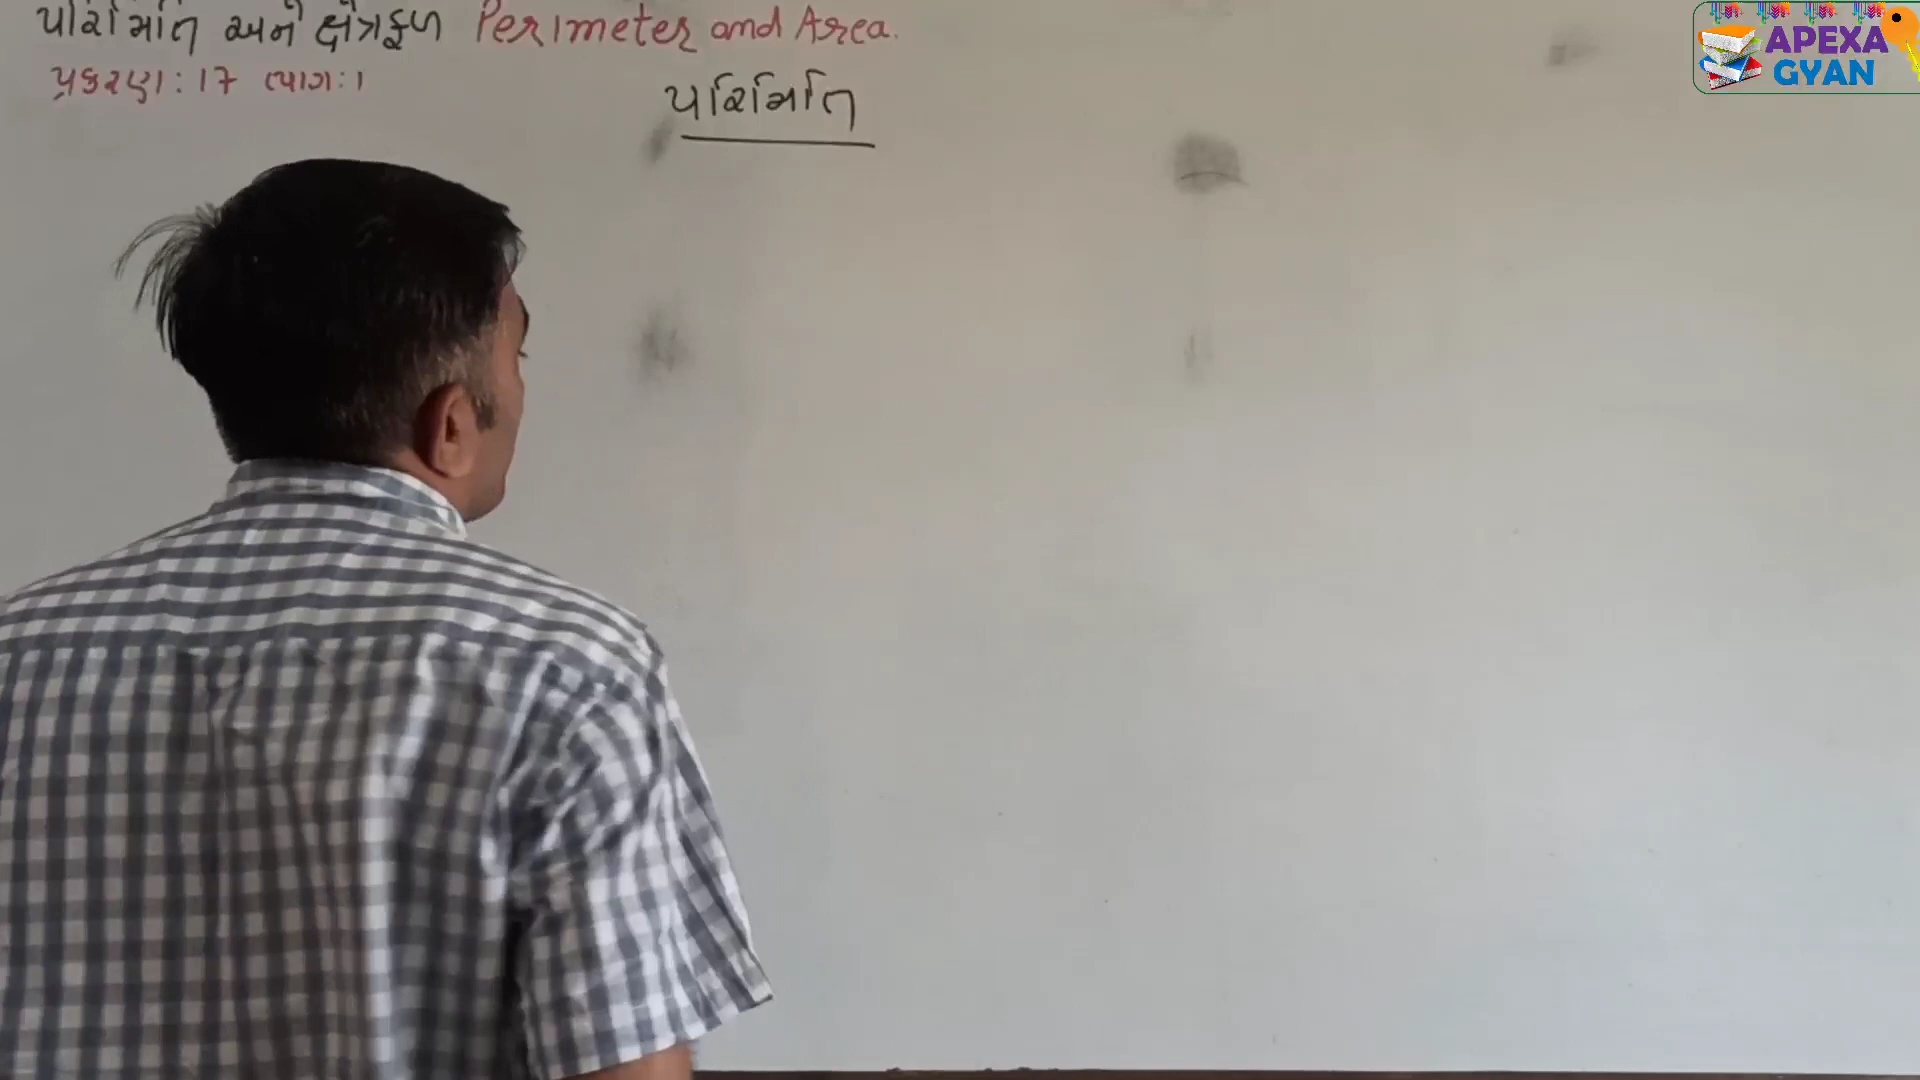 પરિમિતિ અને ક્ષેત્રફળ Perimeter and Area.
પ્રકરણ : 17 ભાગ : 1
પરિમિતિ
APEXA
GYAN